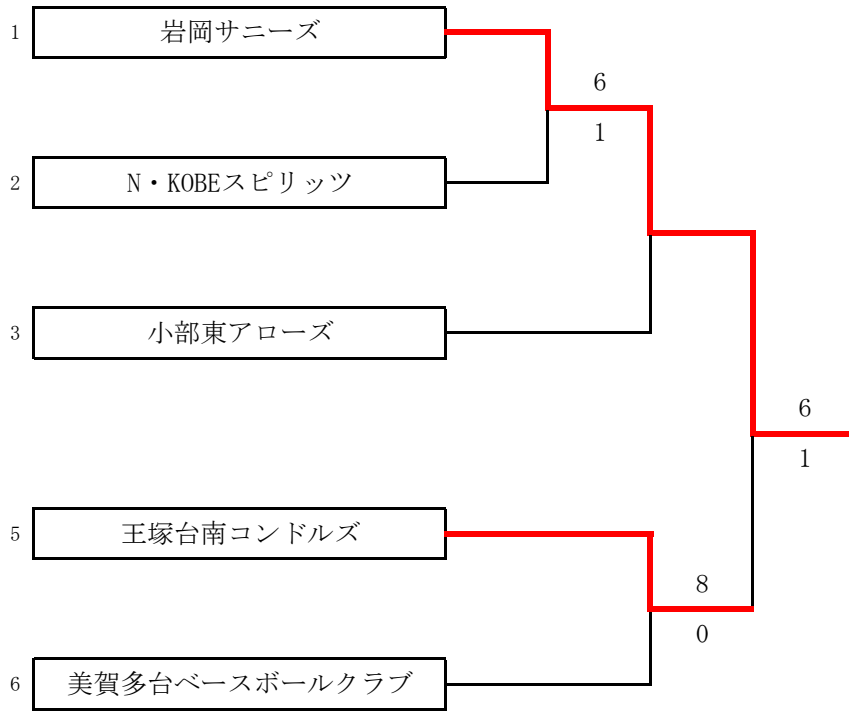 1 岩岡サニーズ
6
1
2 N・KOBEスピリッツ
3 小部東アローズ
6
1
5 王塚台南コンドルズ
8
0
6 美賀多台ベースボールクラブ